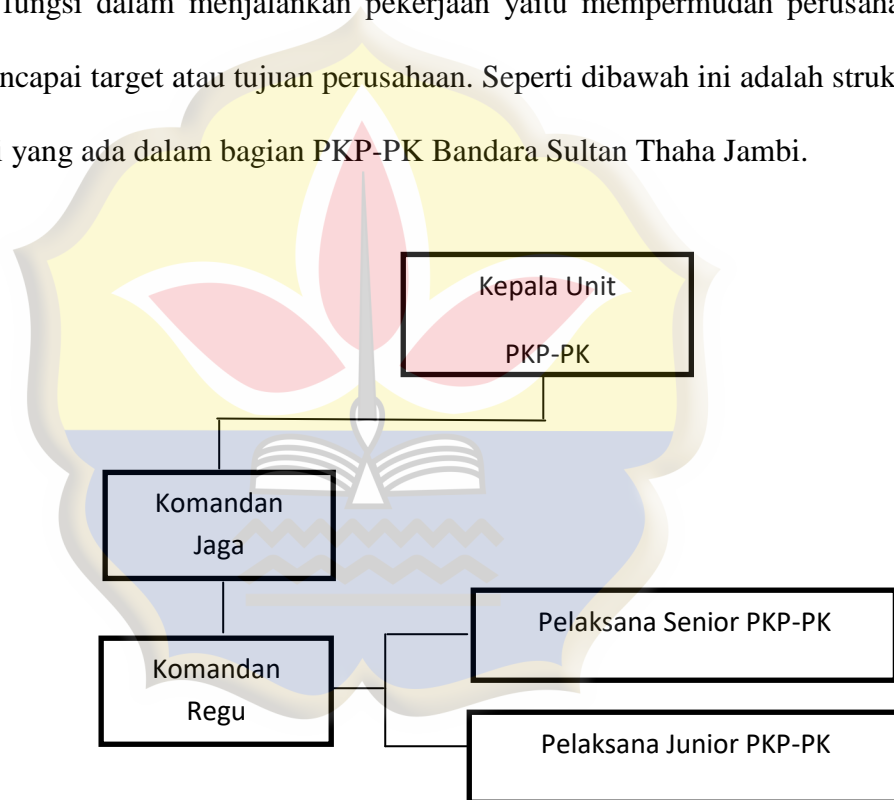 fungsi dalam menjalankan pekerjaan yaitu mempermudah
ncapai target atau tujuan perusahaan. Seperti dibawah ini adalah
yang ada dalam bagian PKP-PK Bandara Sultan Thaha Jambi.
Kepala Unit
PKP-PK
Komandan
Jaga
Komandan
Regu
Pelaksana Senior PKP-PK
Pelaksana Junior PKP-PK